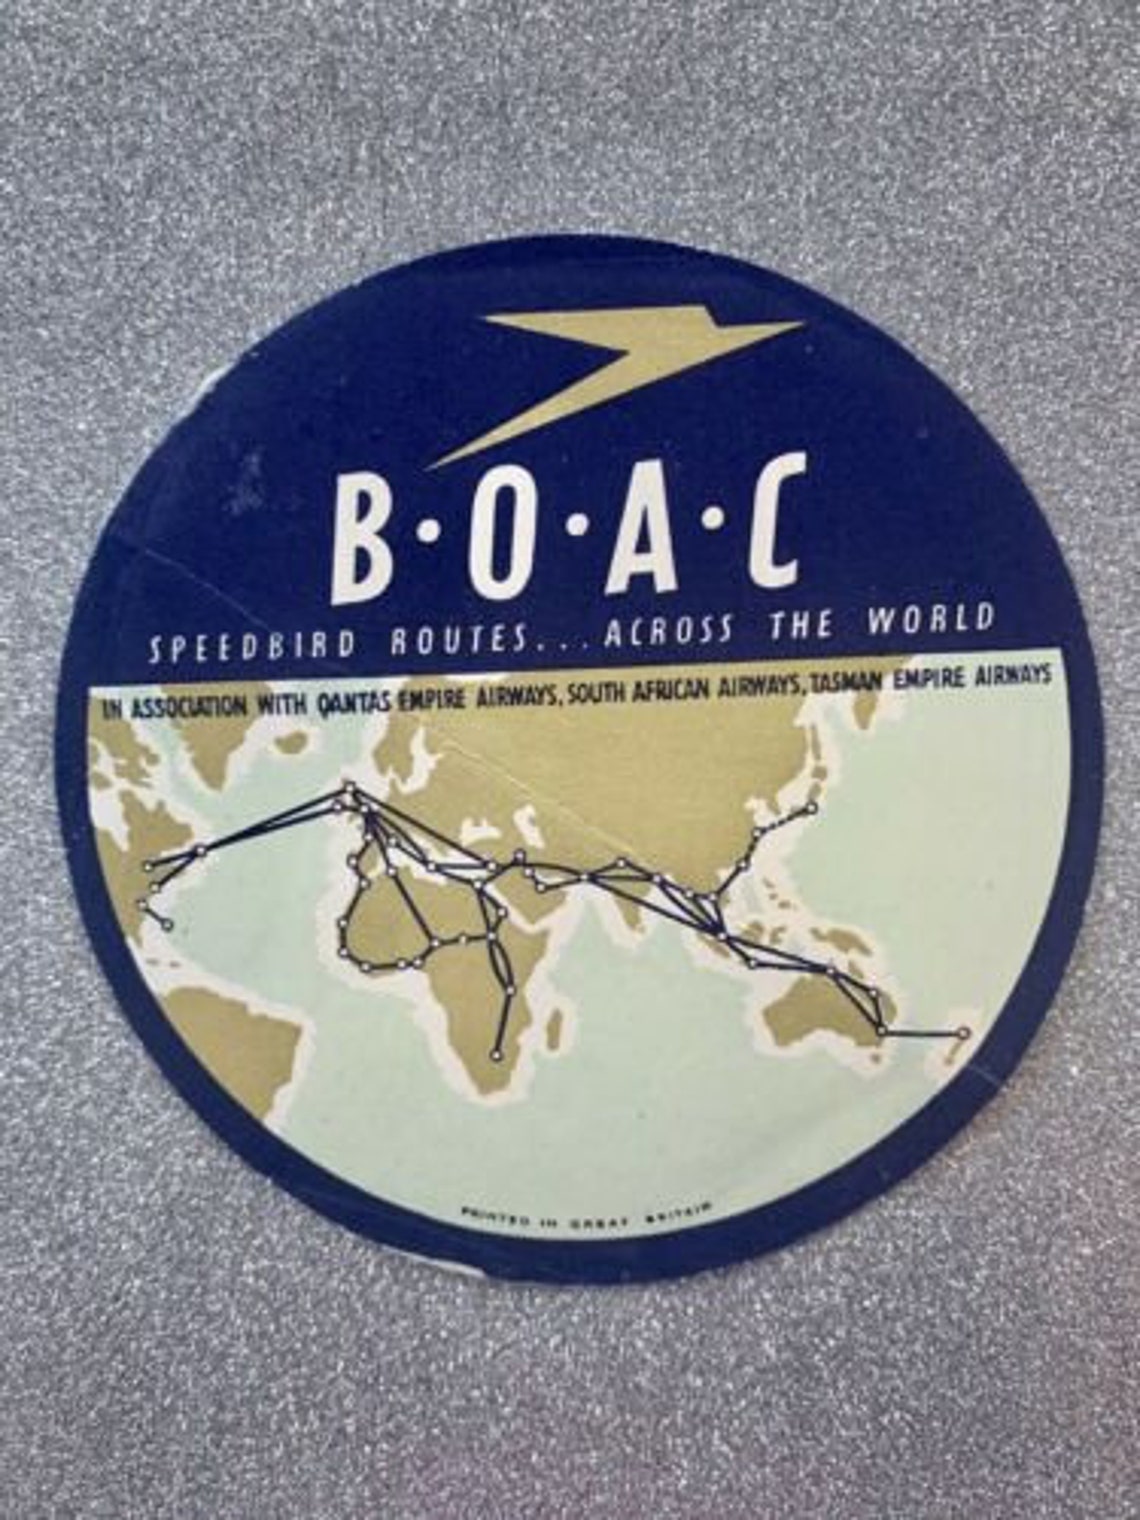 B·O·A·C
SPEEDBIRD ROUTES...ACROSS THE WORLD
IN ASSOCIATION WITH QANTAS EMPIRE AIRWAYS, SOUTH AFRICAN AIRWAYS, TASMAN EMPIRE AIRWAYS
PRINTED IN GREAT BRITAIN